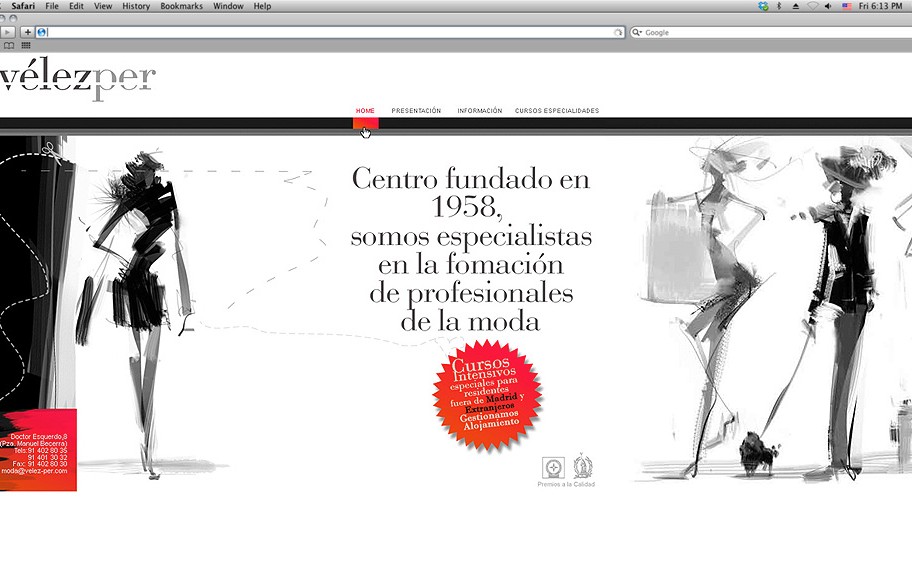 Safari File Edit View History Bookmarks Window Help Fri 6:13 PM
Google
vélezper
HOME PRESENTACIÓN INFORMACIÓN CURSOS ESPECIALIDADES
Centro fundado en
1958,
somos especialistas
en la fomación
de profesionales
de la moda
Cursos
Intensivos
especiales para
residentes
fuera de Madrid y
Extranjeros
Gestionamos
Alojamiento
Doctor Esquerdo,8
(Pza. Manuel Becerra)
Tels: 91 402 80 35
91 401 30 32
Fax: 91 402 80 30
moda@velez-per.com
Premios a la Calidad